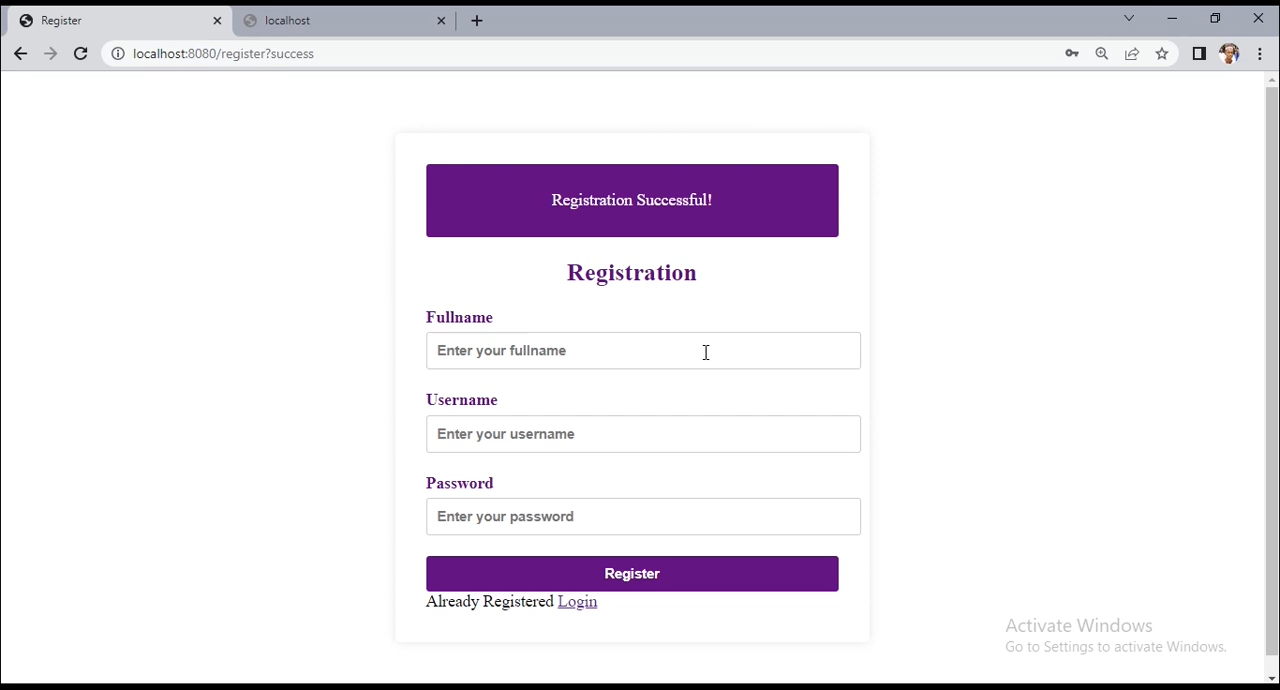 Register
localhost
localhost:8080/register?success
Registration Successful!
Registration
Fullname
Enter your fullname
Username
Enter your username
Password
Enter your password
Register
Already Registered Login
Activate Windows
Go to Settings to activate Windows.